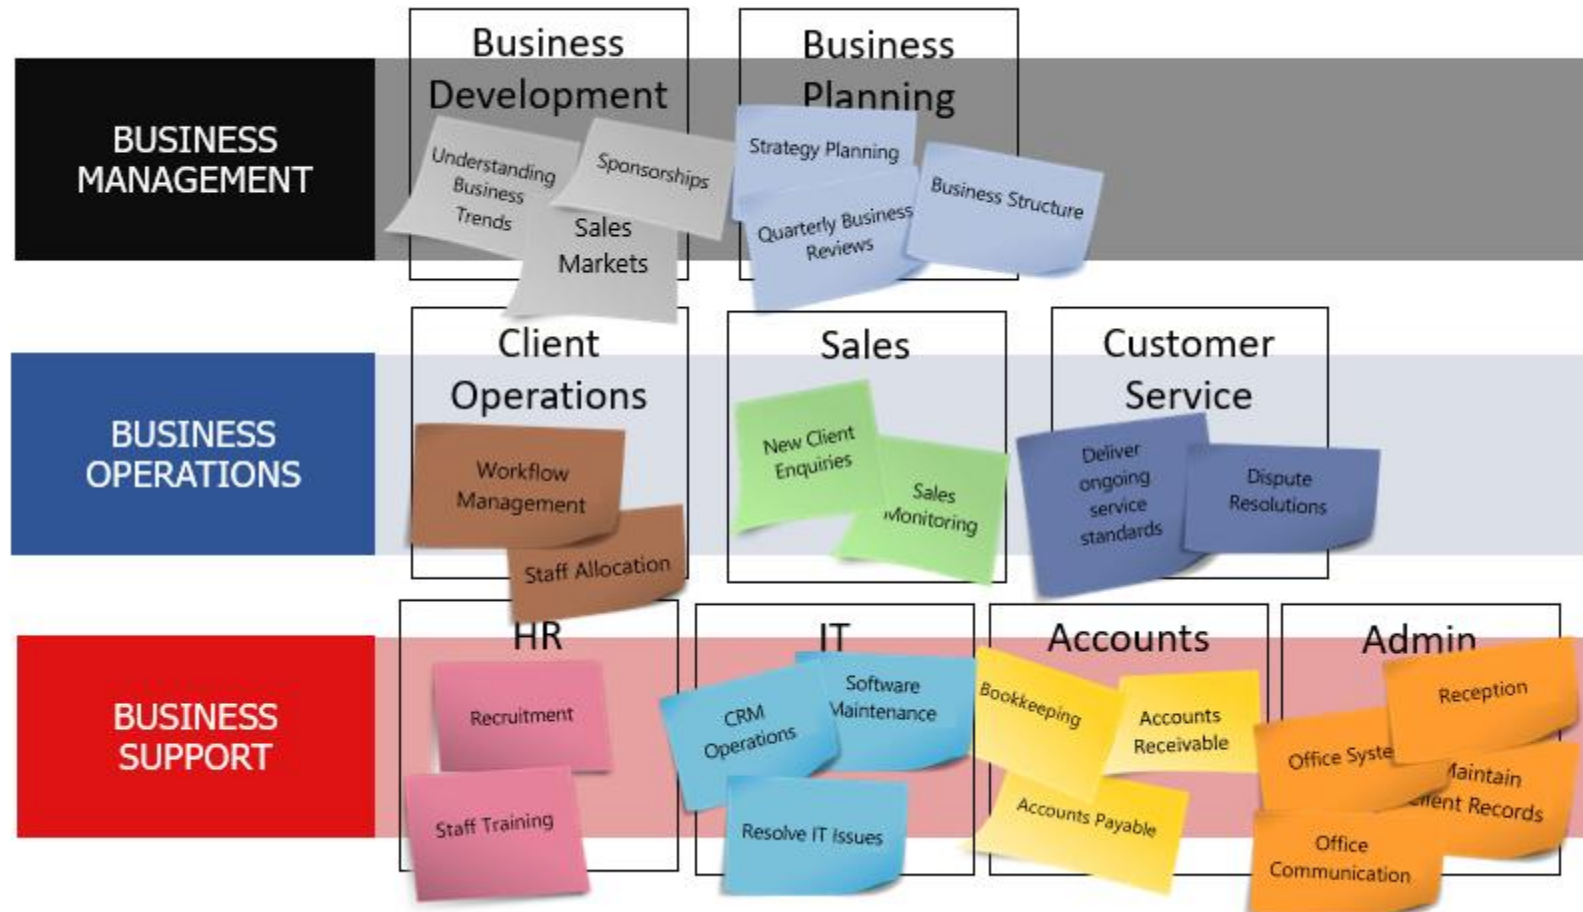 BUSINESS
MANAGEMENT
Business
Development
Understanding
Business
Trends
Sponsorships
Sales
Markets
Business
Planning
Strategy Planning
Quarterly Business
Reviews
Business Structure
BUSINESS
OPERATIONS
Client
Operations
Workflow
Management
Staff Allocation
Sales
New Client
Enquiries
Sales
Monitoring
Customer
Service
Deliver
ongoing
service
standards
Dispute
Resolutions
BUSINESS
SUPPORT
HR
Recruitment
Staff Training
IT
CRM
Operations
Software
Maintenance
Resolve IT Issues
Accounts
Bookkeeping
Accounts
Receivable
Accounts Payable
Admin
Reception
Office Syste
Maintain
Client Records
Office
Communication